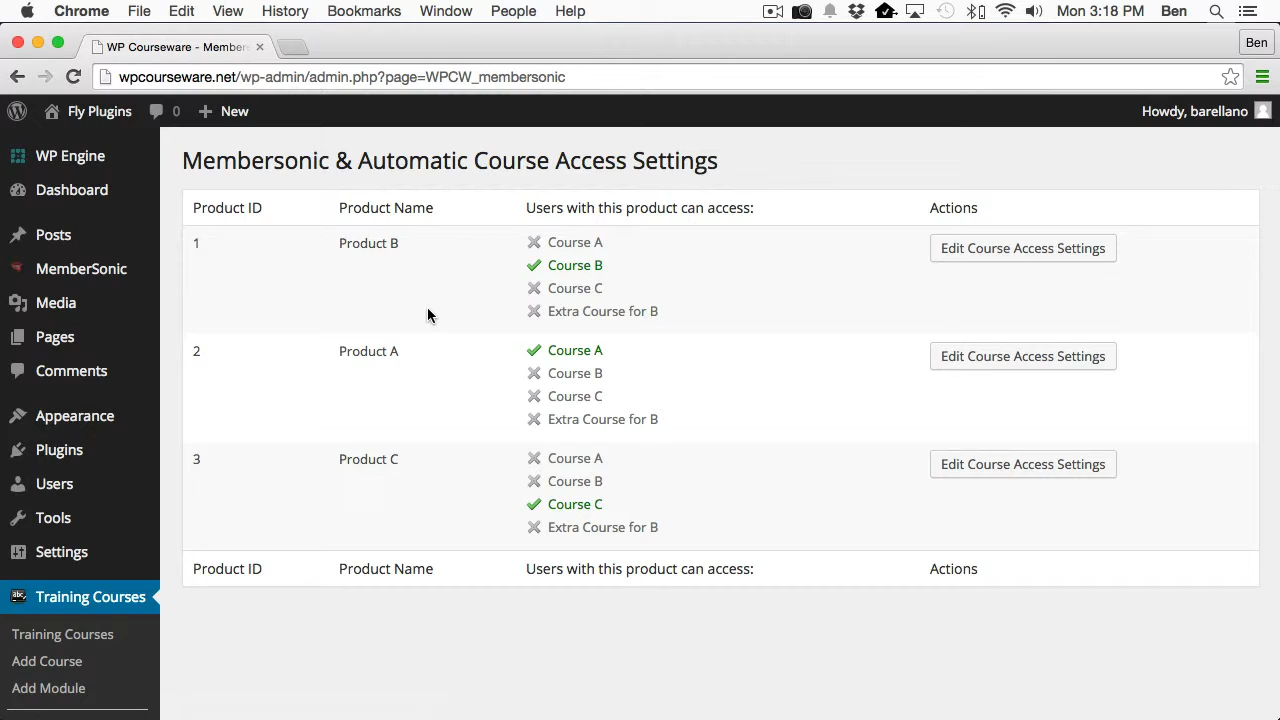 Chrome File Edit View History Bookmarks Window People Help Mon 3:18 PM Ben
WP Courseware - Members Ben
wpcourseware.net/wp-admin/admin.php?page=WPCW_membersonic
Fly Plugins 0 New Howdy, barellano
WP Engine
Dashboard
Posts
MemberSonic
Media
Pages
Comments
Appearance
Plugins
Users
Tools
Settings
abc Training Courses
Training Courses
Add Course
Add Module
Membersonic & Automatic Course Access Settings
Product ID Product Name Users with this product can access: Actions
1 Product B Course A Edit Course Access Settings
Course B
Course C
Extra Course for B
2 Product A Course A Edit Course Access Settings
Course B
Course C
Extra Course for B
3 Product C Course A Edit Course Access Settings
Course B
Course C
Extra Course for B
Product ID Product Name Users with this product can access: Actions